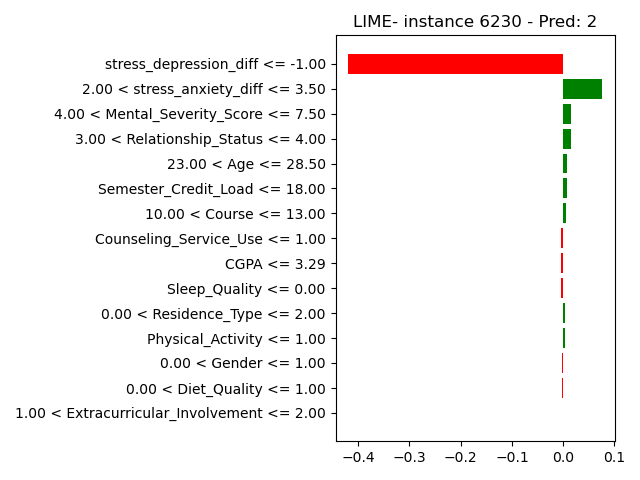 LIME- instance 6230 - Pred: 2
stress_depression_diff <= -1.00
2.00 < stress_anxiety_diff <= 3.50
4.00 < Mental_Severity_Score <= 7.50
3.00 < Relationship_Status <= 4.00
23.00 < Age <= 28.50
Semester_Credit_Load <= 18.00
10.00 < Course <= 13.00
Counseling_Service_Use <= 1.00
CGPA <= 3.29
Sleep_Quality <= 0.00
0.00 < Residence_Type <= 2.00
Physical_Activity <= 1.00
0.00 < Gender <= 1.00
0.00 < Diet_Quality <= 1.00
1.00 < Extracurricular_Involvement <= 2.00
−0.4 −0.3 −0.2 −0.1 0.0 0.1